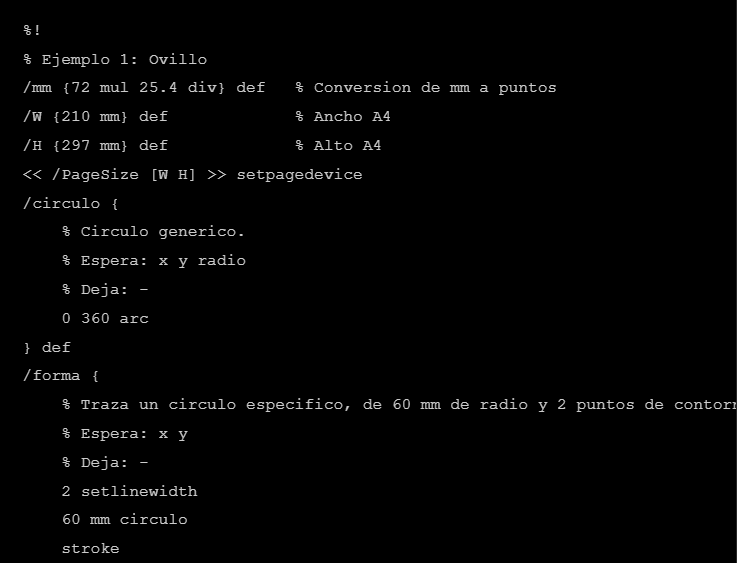 %!
% Ejemplo 1: Ovillo
/mm {72 mul 25.4 div} def   % Conversion de mm a puntos
/W {210 mm} def             % Ancho A4
/H {297 mm} def             % Alto A4
<< /PageSize [W H] >> setpagedevice
/circulo {
    % Circulo generico.
    % Espera: x y radio
    % Deja: -
    0 360 arc
} def
/forma {
    % Traza un circulo especifico, de 60 mm de radio y 2 puntos de
    % Espera: x y
    % Deja: -
    2 setlinewidth
    60 mm circulo
    stroke